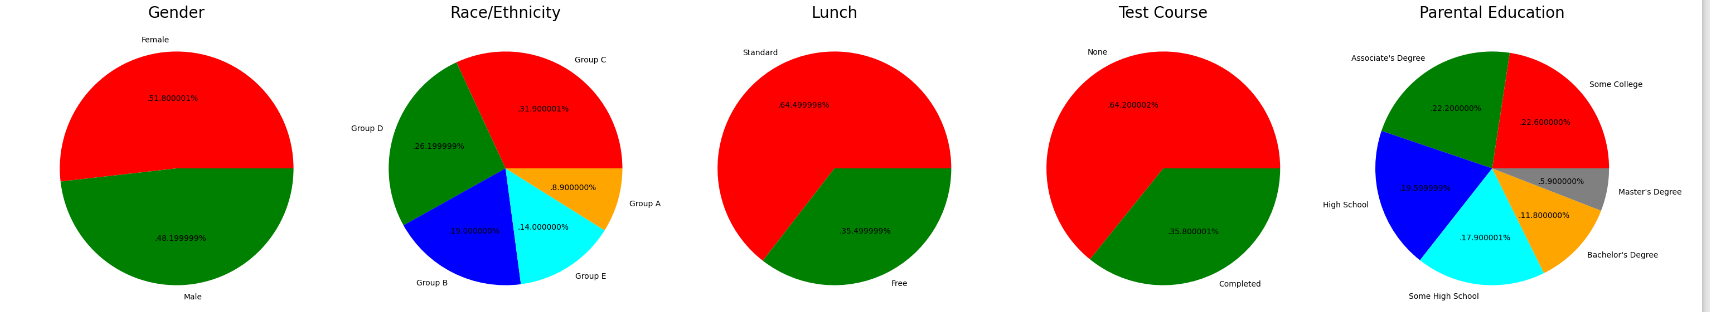 Gender
Female
.51.800001%
.48.199999%
Male
Race/Ethnicity
Group C
.31.900001%
Group D
.26.199999%
.8.900000%
Group A
.14.000000%
Group E
Group B
Lunch
Standard
.64.499998%
.35.499999%
Free
Test Course
None
.64.200002%
.35.800001%
Completed
Parental Education
Associate's Degree
Some College
.22.200000%
.22.600000%
.5.900000%
Master's Degree
High School
.11.800000%
.17.900001%
Bachelor's Degree
Some High School